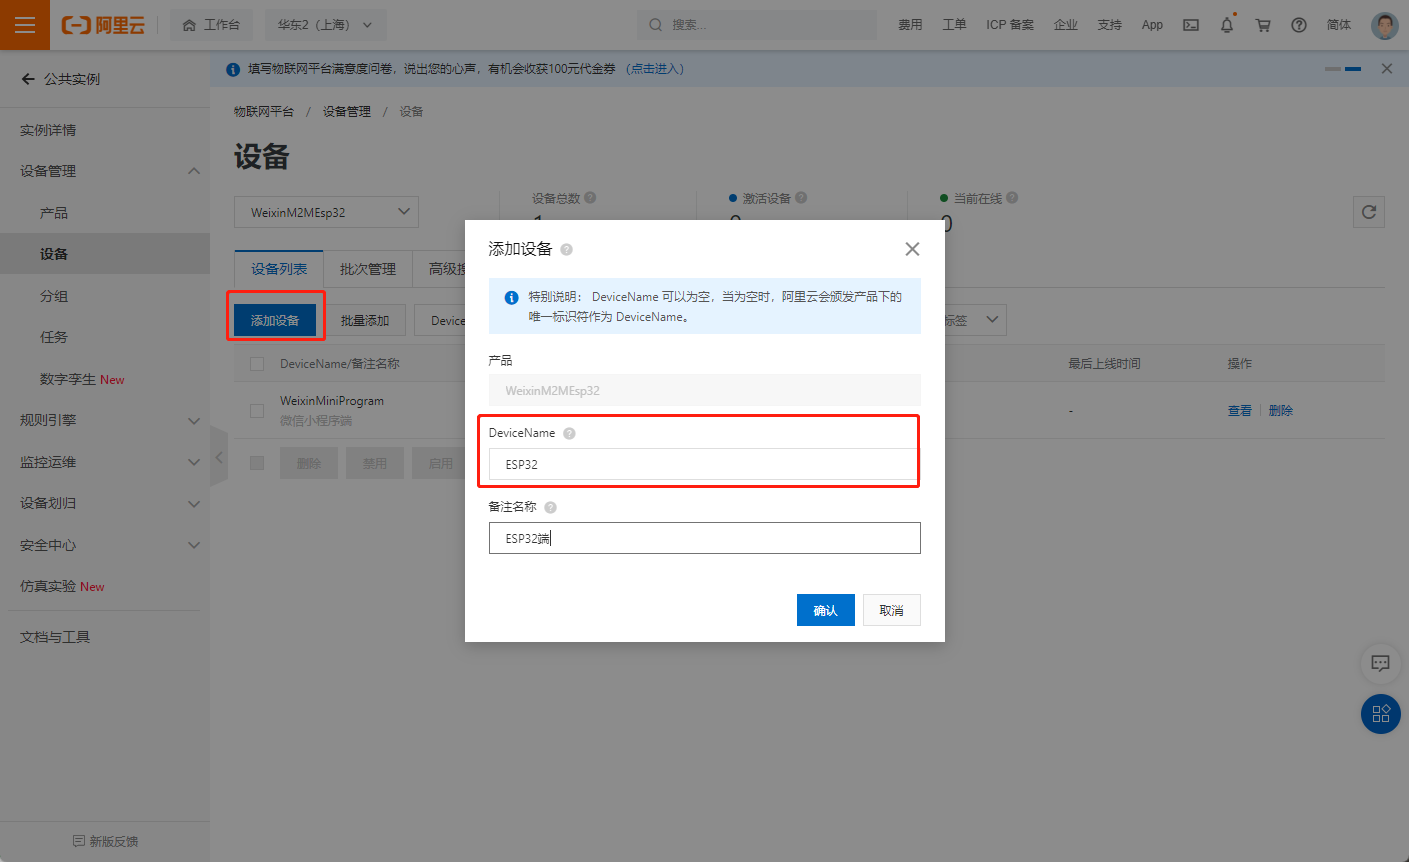 阿里云
工作台
华东2（上海）
搜索...
费用
工单
ICP 备案
企业
支持
App
简体
公共实例
填写物联网平台满意度问卷，说出您的心声，有机会收获100元代金券 （点击进入）
物联网平台 / 设备管理 / 设备
实例详情
设备管理
产品
设备
分组
任务
数字孪生 New
规则引擎
监控运维
设备划归
安全中心
仿真实验 New
文档与工具
新版反馈
设备
WeixinM2MEsp32
设备总数
激活设备
当前在线
0
设备列表
批次管理
添加设备
批量添加
标签
DeviceName/备注名称
最后上线时间
操作
WeixinMiniProgram
微信小程序端
-
查看
删除
删除
禁用
启用
添加设备
特别说明： DeviceName 可以为空，当为空时，阿里云会颁发产品下的
唯一标识符作为 DeviceName。
产品
WeixinM2MEsp32
DeviceName
ESP32
备注名称
ESP32端
确认
取消